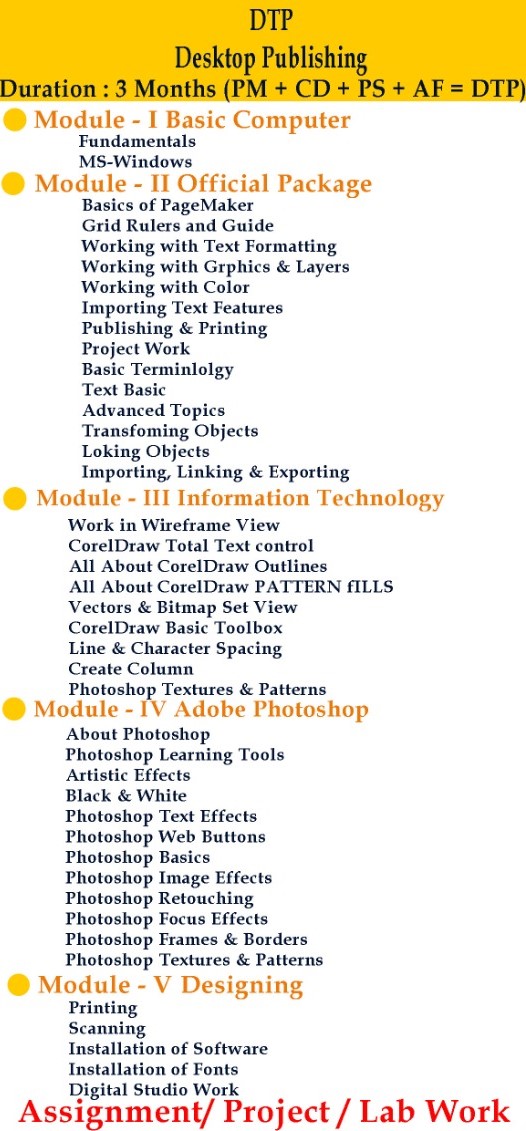 DTP
Desktop Publishing
Duration : 3 Months (PM + CD + PS + AF = DTP)
Module - I Basic Computer
Fundamentals
MS-Windows
Module - II Official Package
Basics of PageMaker
Grid Rulers and Guide
Working with Text Formatting
Working with Grphics & Layers
Working with Color
Importing Text Features
Publishing & Printing
Project Work
Basic Terminlolgy
Text Basic
Advanced Topics
Transfoming Objects
Loking Objects
Importing, Linking & Exporting
Module - III Information Technology
Work in Wireframe View
CorelDraw Total Text control
All About CorelDraw Outlines
All About CorelDraw PATTERN fILLS
Vectors & Bitmap Set View
CorelDraw Basic Toolbox
Line & Character Spacing
Create Column
Photoshop Textures & Patterns
Module - IV Adobe Photoshop
About Photoshop
Photoshop Learning Tools
Artistic Effects
Black & White
Photoshop Text Effects
Photoshop Web Buttons
Photoshop Basics
Photoshop Image Effects
Photoshop Retouching
Photoshop Focus Effects
Photoshop Frames & Borders
Photoshop Textures & Patterns
Module - V Designing
Printing
Scanning
Installation of Software
Installation of Fonts
Digital Studio Work
Assignment/ Project / Lab Work